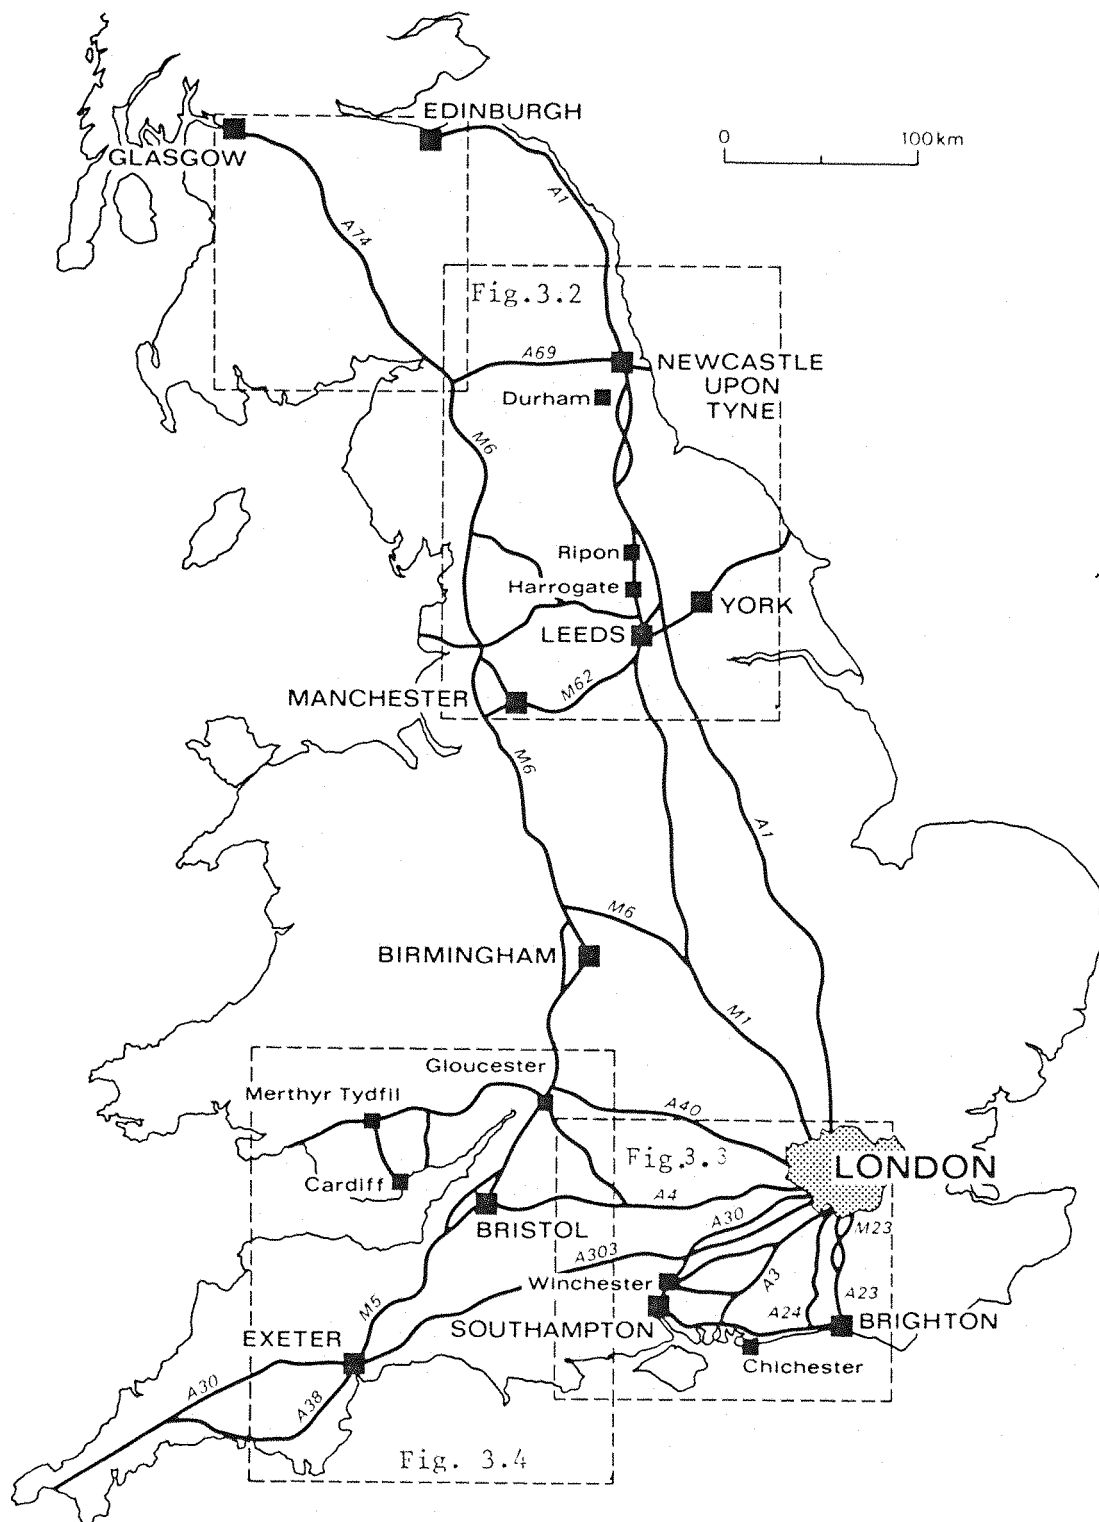 EDINBURGH
0 100km
GLASGOW
A1
A74
Fig.3.2
A69
NEWCASTLE
UPON
TYNE
Durham
M6
Ripon
Harrogate
YORK
LEEDS
M62
MANCHESTER
M6
A1
M6
BIRMINGHAM
M1
Gloucester
Merthyr Tydfil
A40
Fig.3.3
LONDON
Cardiff
A4
BRISTOL
A30
M23
A303
Winchester
A3
M5
A24
A23
SOUTHAMPTON
BRIGHTON
EXETER
Chichester
A30
A38
Fig. 3.4